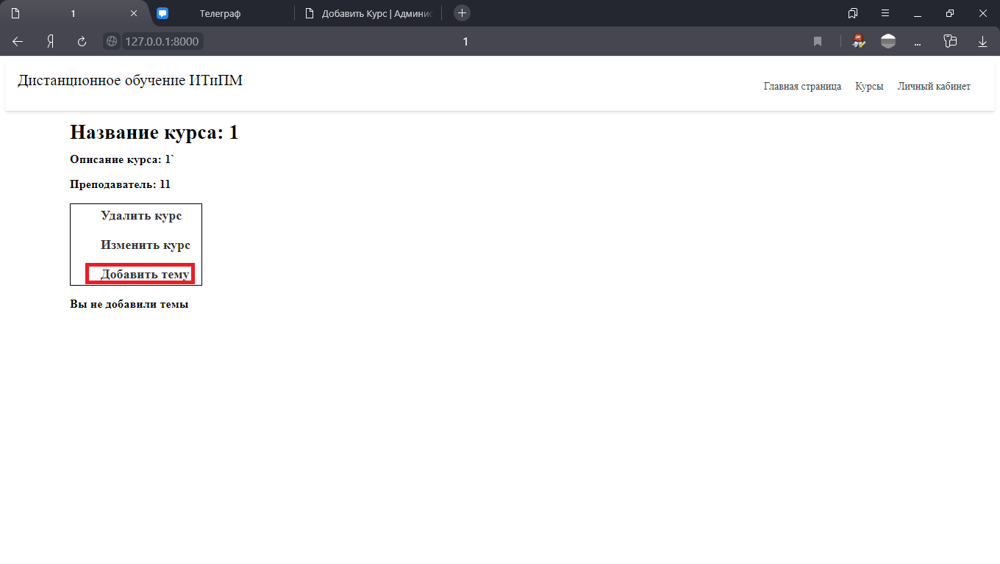 1
Телеграф
Добавить Курс | Админис
127.0.0.1:8000
1
Дистанционное обучение ИТиПМ
Главная страница Курсы Личный кабинет
Название курса: 1
Описание курса: 1`
Преподаватель: 11
Удалить курс
Изменить курс
Добавить тему
Вы не добавили темы